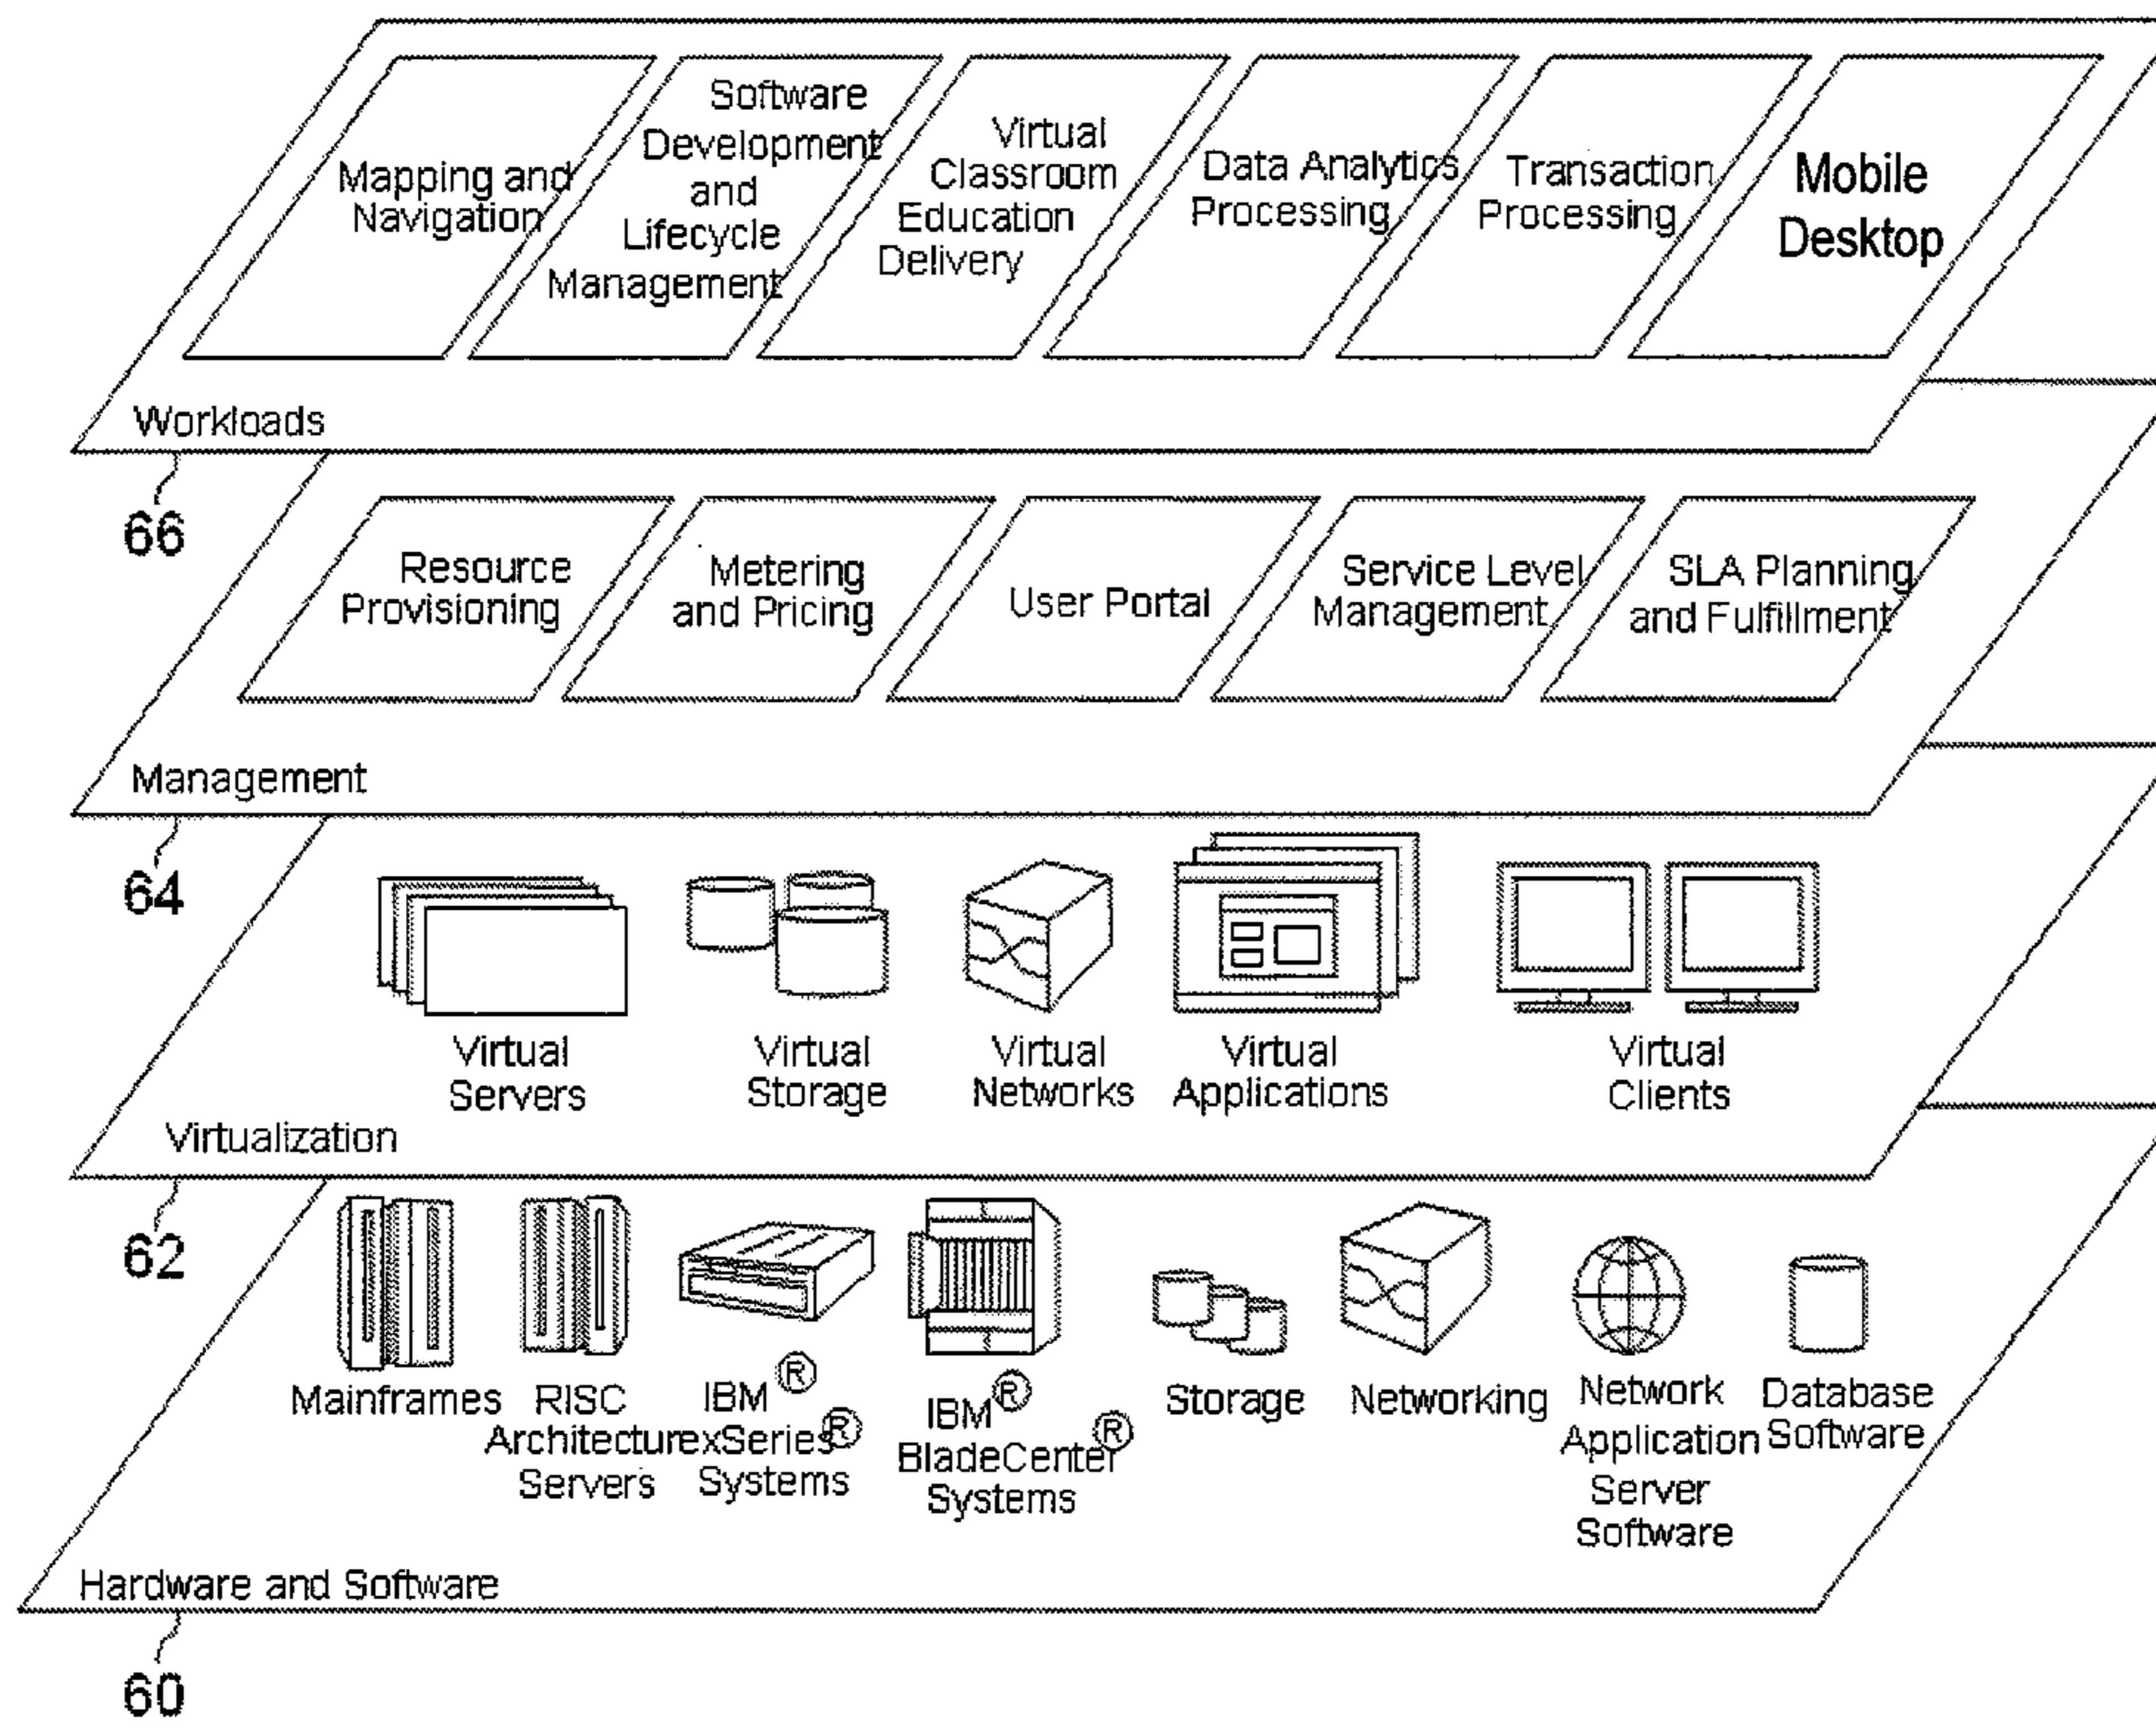 Mapping and
Navigation
Software
Development
and
Lifecycle
Management
Virtual
Classroom
Education
Delivery
Data Analytics
Processing
Transaction
Processing
Mobile
Desktop
Workloads
66
Resource
Provisioning
Metering
and Pricing
User Portal
Service Level
Management
SLA Planning
and Fulfillment
Management
64
Virtual
Servers
Virtual
Storage
Virtual
Networks
Virtual
Applications
Virtual
Clients
Virtualization
62
Mainframes
RISC
Architecture
Servers
IBM ®
xSeries ®
Systems
IBM ®
BladeCenter ®
Systems
Storage
Networking
Network
Application
Server
Software
Database
Software
Hardware and Software
60